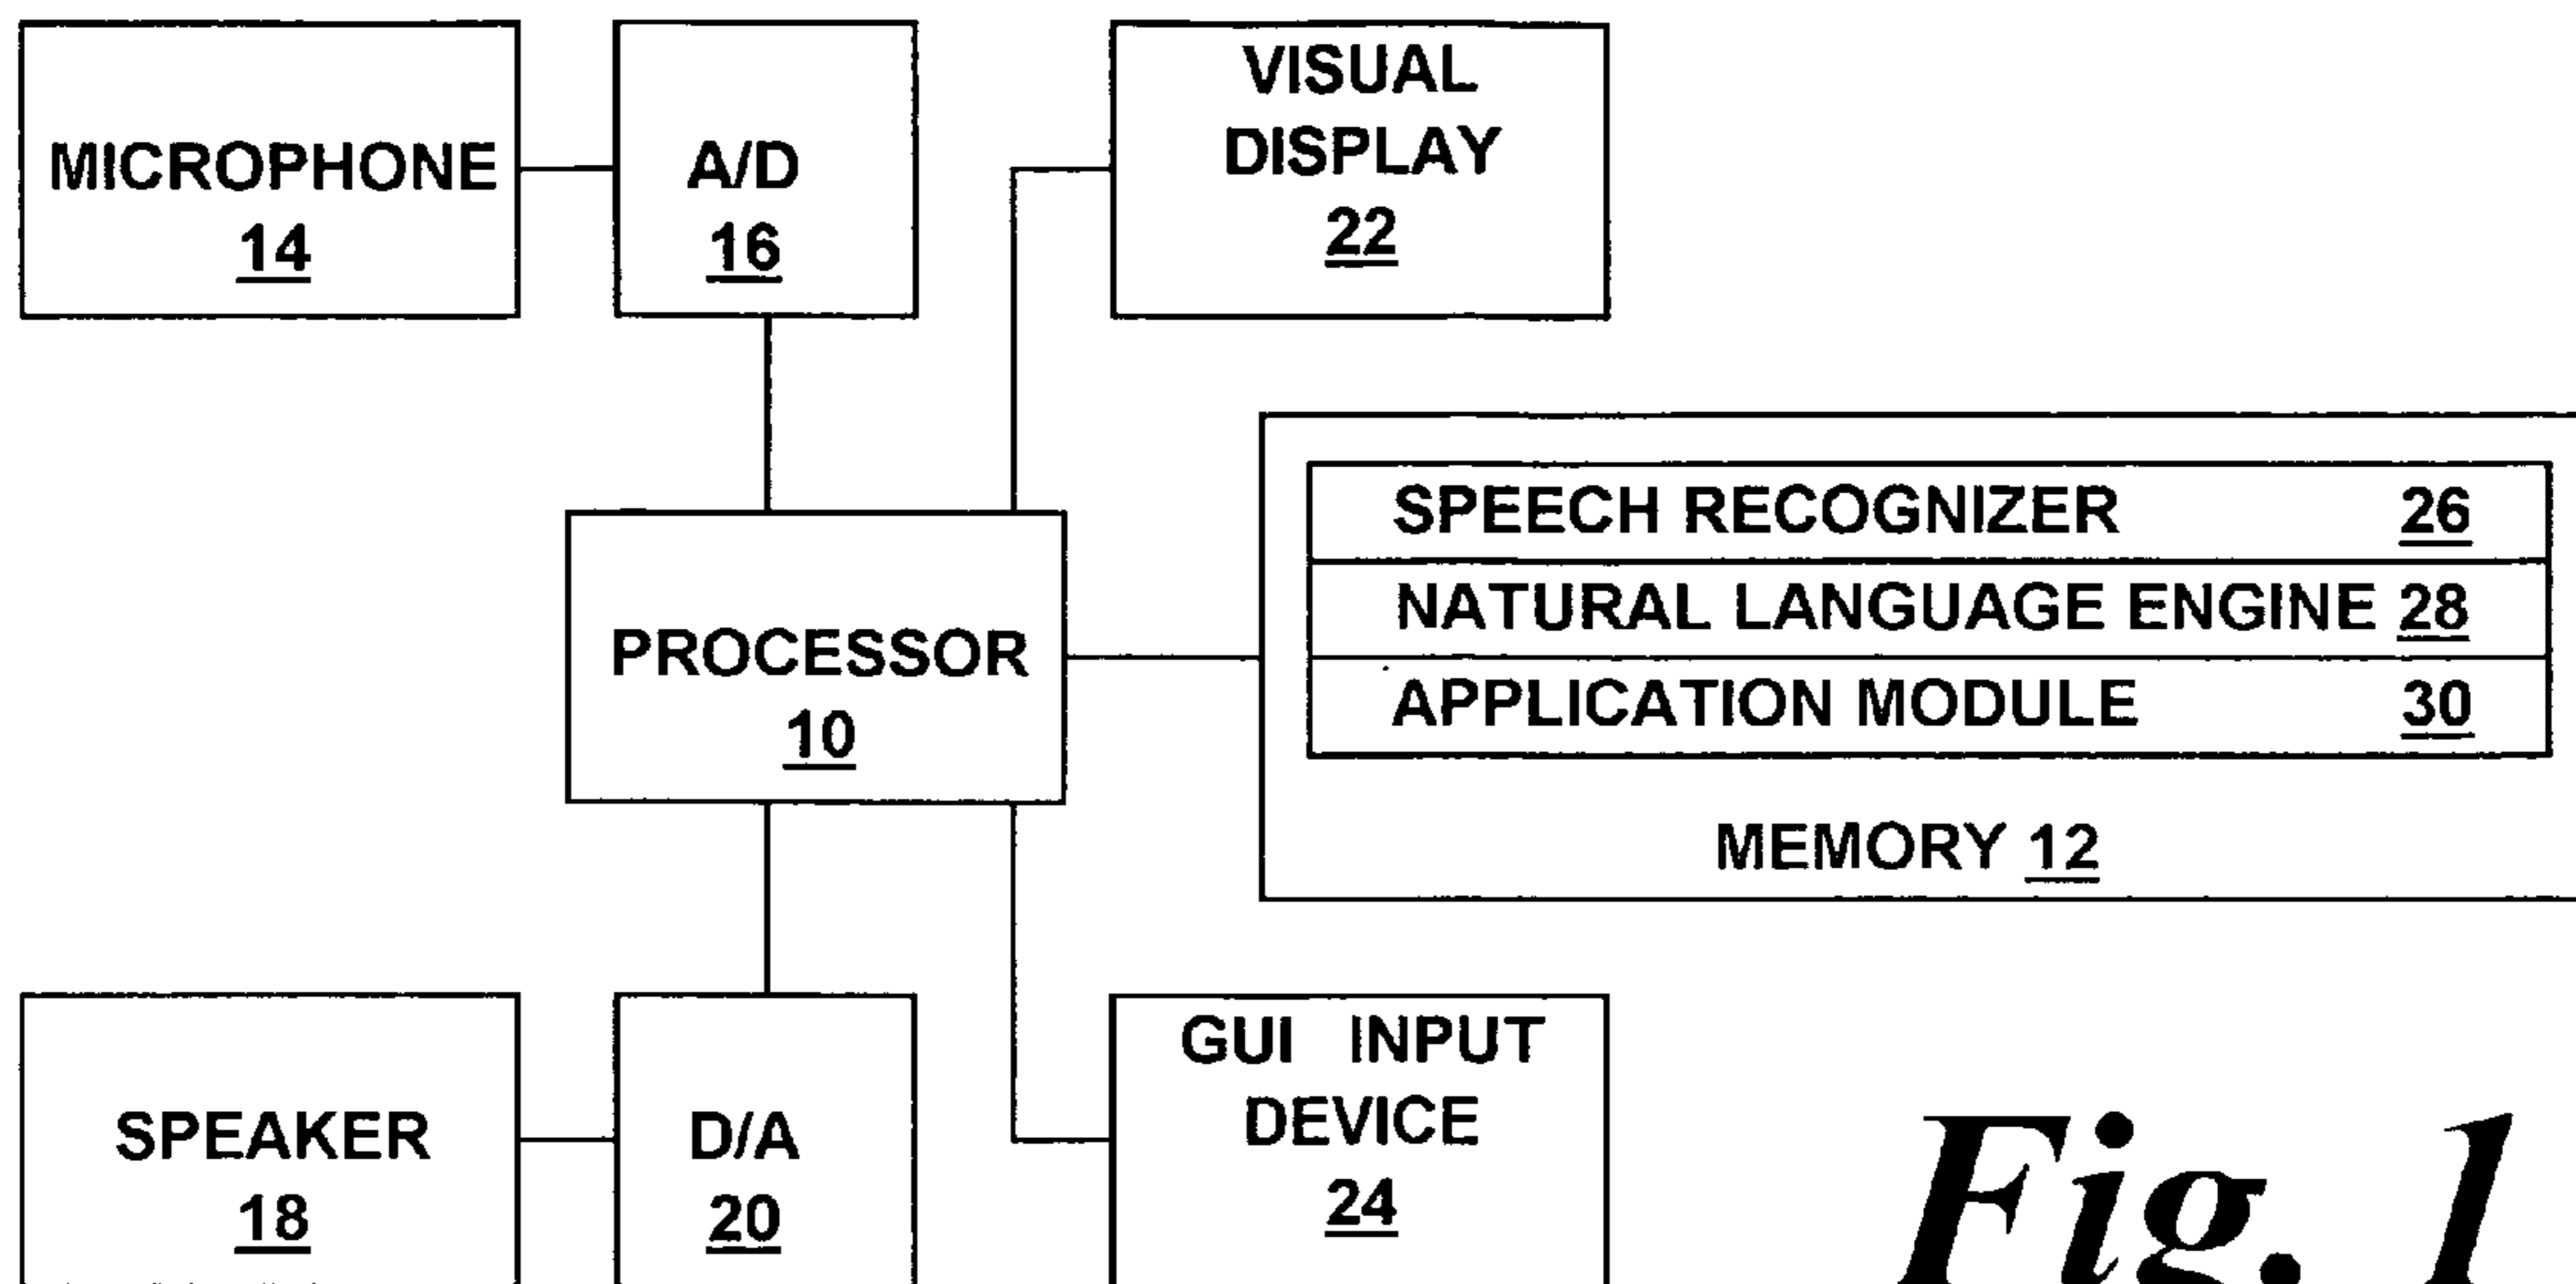 MICROPHONE
14
A/D
16
VISUAL
DISPLAY
22
PROCESSOR
10
SPEECH RECOGNIZER 26
NATURAL LANGUAGE ENGINE 28
APPLICATION MODULE 30
MEMORY 12
SPEAKER
18
D/A
20
GUI INPUT
DEVICE
24
Fig. 1